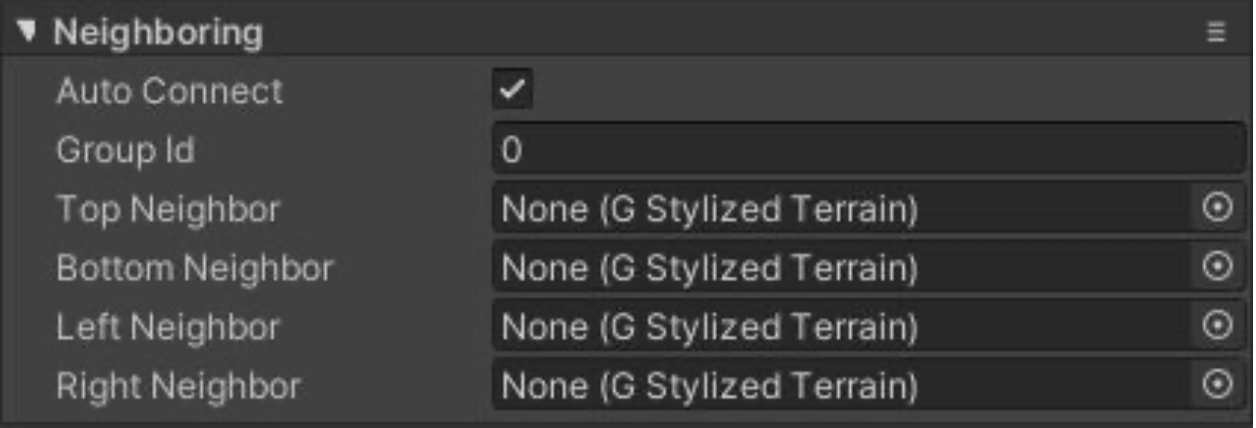 Neighboring
Auto Connect
Group Id 0
Top Neighbor None (G Stylized Terrain)
Bottom Neighbor None (G Stylized Terrain)
Left Neighbor None (G Stylized Terrain)
Right Neighbor None (G Stylized Terrain)